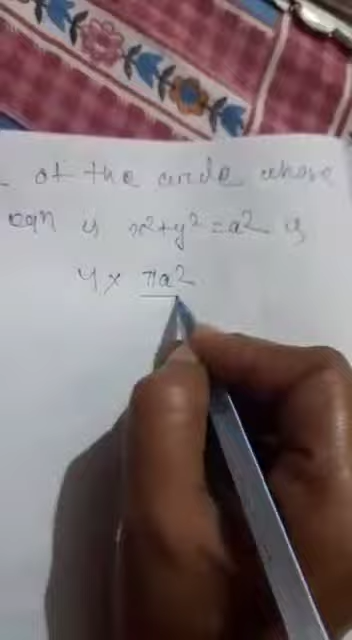 of the circle whose
eqn is x²+y²=a² is
4 × πa²